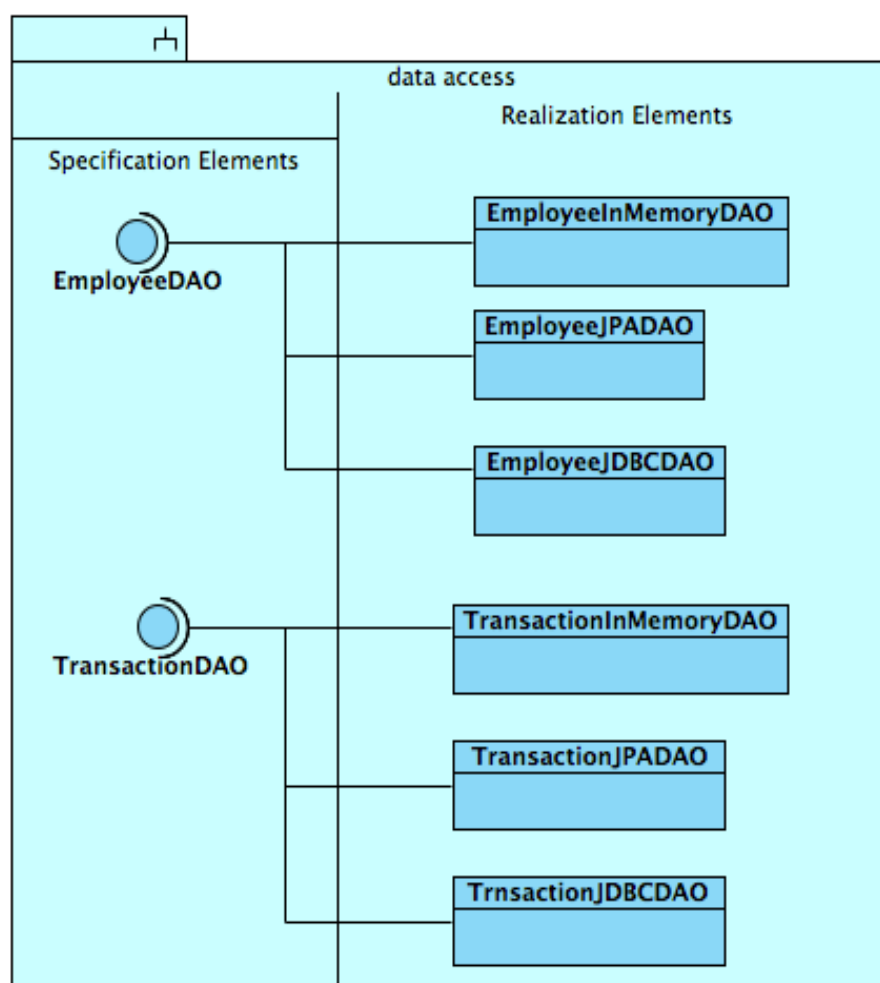 data access
Realization Elements
Specification Elements
EmployeeInMemoryDAO
EmployeeDAO
EmployeeJPADAO
EmployeeJDBCDAO
TransactionInMemoryDAO
TransactionDAO
TransactionJPADAO
TrnsactionJDBCDAO